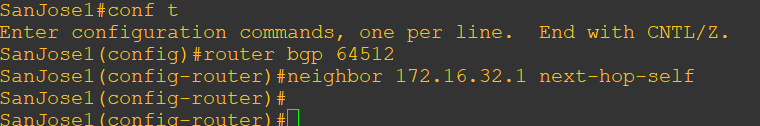 SanJose1#conf t
Enter configuration commands, one per line.  End with CNTL/Z.
SanJose1(config)#router bgp 64512
SanJose1(config-router)#neighbor 172.16.32.1 next-hop-self
SanJose1(config-router)#
SanJose1(config-router)#